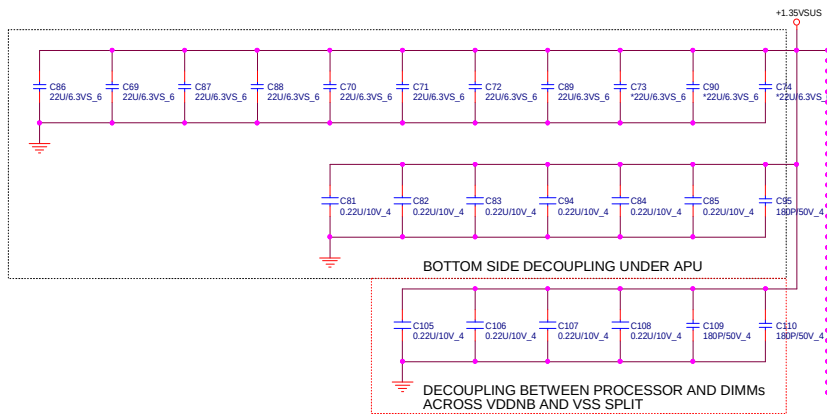 +1.35VSUS
C86 C69 C87 C88 C70 C71 C72 C89 C73 C90 C74
22U/6.3VS_6 22U/6.3VS_6 22U/6.3VS_6 22U/6.3VS_6 22U/6.3VS_6 22U/6.3VS_6 22U/6.3VS_6 22U/6.3VS_6 *22U/6.3VS_6 *22U/6.3VS_6 *22U/6.3VS_6
C81 C82 C83 C94 C84 C85 C95
0.22U/10V_4 0.22U/10V_4 0.22U/10V_4 0.22U/10V_4 0.22U/10V_4 0.22U/10V_4 180P/50V_4
BOTTOM SIDE DECOUPLING UNDER APU
C105 C106 C107 C108 C109 C110
0.22U/10V_4 0.22U/10V_4 0.22U/10V_4 0.22U/10V_4 180P/50V_4 180P/50V_4
DECOUPLING BETWEEN PROCESSOR AND DIMMs
ACROSS VDDNB AND VSS SPLIT